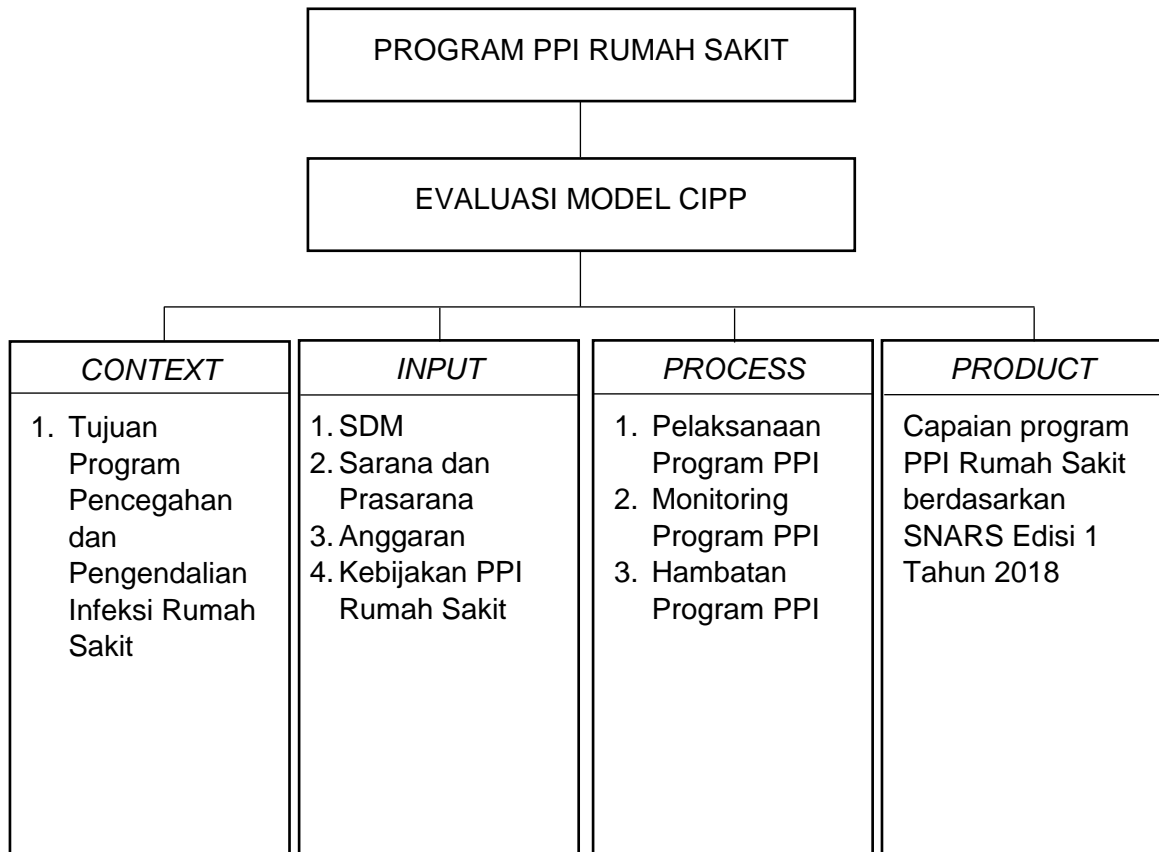 PROGRAM PPI RUMAH SAKIT
EVALUASI MODEL CIPP
CONTEXT
1. Tujuan
Program
Pencegahan
dan
Pengendalian
Infeksi Rumah
Sakit
INPUT
1. SDM
2. Sarana dan
Prasarana
3. Anggaran
4. Kebijakan PPI
Rumah Sakit
PROCESS
1. Pelaksanaan
Program PPI
2. Monitoring
Program PPI
3. Hambatan
Program PPI
PRODUCT
Capaian program
PPI Rumah Sakit
berdasarkan
SNARS Edisi 1
Tahun 2018